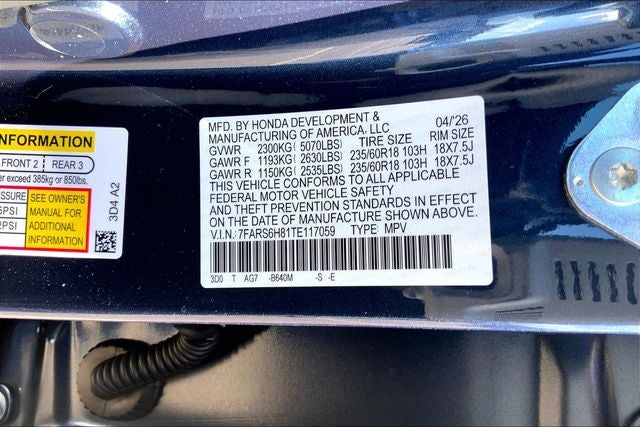 INFORMATION
FRONT 2 REAR 3
er exceed 385kg or 850lbs.
SEE OWNER'S
MANUAL FOR
ADDITIONAL
INFORMATION
3D4 A2
MFD. BY HONDA DEVELOPMENT & 04/26
MANUFACTURING OF AMERICA, LLC
GVWR 2300KG( 5070LBS) TIRE SIZE RIM SIZE
GAWR F 1193KG( 2630LBS) 235/60R18 103H 18X7.5J
GAWR R 1150KG( 2535LBS) 235/60R18 103H 18X7.5J
THIS VEHICLE CONFORMS TO ALL APPLICABLE
FEDERAL MOTOR VEHICLE SAFETY
AND THEFT PREVENTION STANDARDS IN EFFECT
ON THE DATE OF MANUFACTURE SHOWN ABOVE.
V.I.N.: 7FARS6H81TE117059 TYPE: MPV
3D0 T AG7 -B640M -S -E